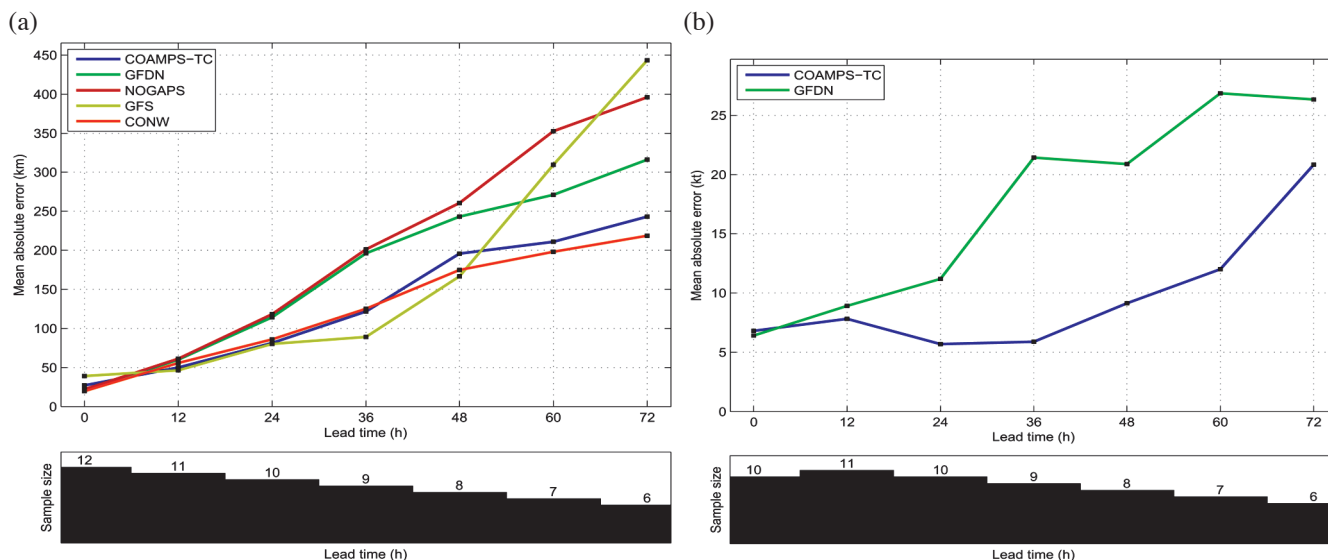 (a)
450
400
350
300
250
200
150
100
50
0
Mean absolute error (km)
COAMPS-TC
GFDN
NOGAPS
GFS
CONW
0 12 24 36 48 60 72
Lead time (h)
Sample size
12 11 10 9 8 7 6
Lead time (h)
(b)
25
20
15
10
5
0
Mean absolute error (kt)
COAMPS-TC
GFDN
0 12 24 36 48 60 72
Lead time (h)
Sample size
10 11 10 9 8 7 6
Lead time (h)